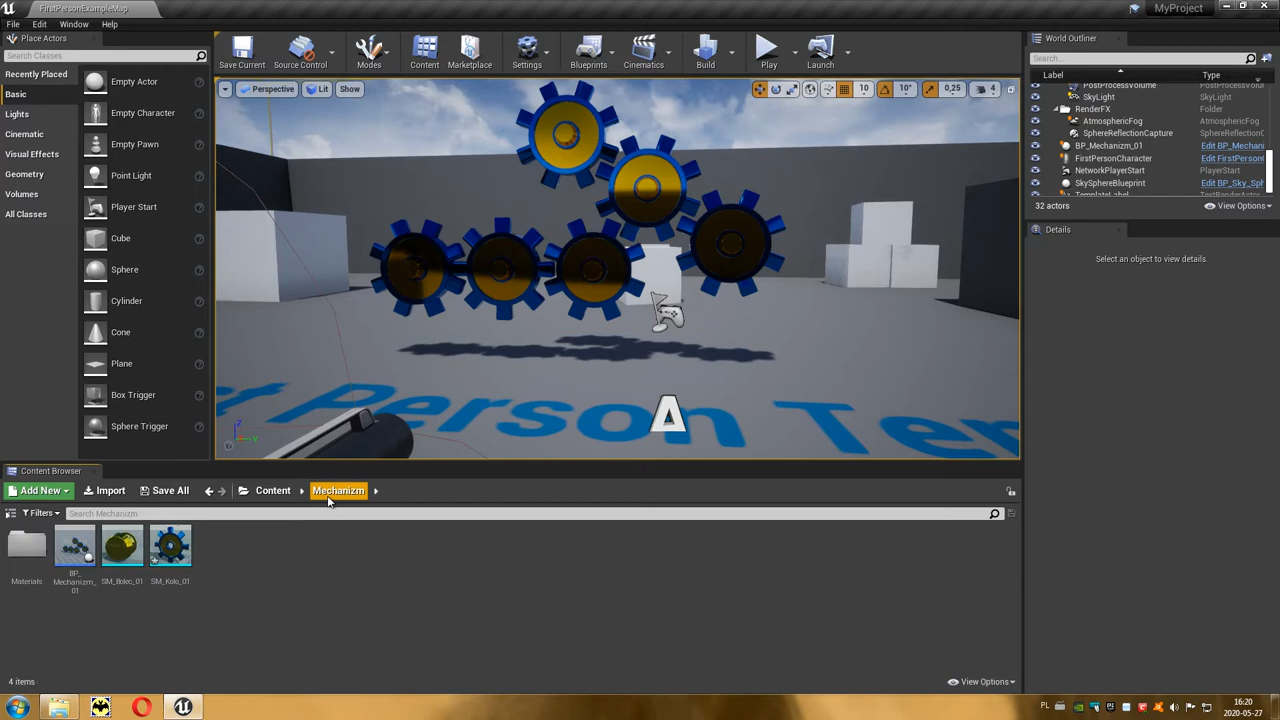 FirstPersonExampleMap
MyProject
File Edit Window Help
Place Actors
Search Classes
Recently Placed
Basic
Lights
Cinematic
Visual Effects
Geometry
Volumes
All Classes
Empty Actor
Empty Character
Empty Pawn
Point Light
Player Start
Cube
Sphere
Cylinder
Cone
Plane
Box Trigger
Sphere Trigger
Save Current
Source Control
Modes
Content
Marketplace
Settings
Blueprints
Cinematics
Build
Play
Launch
Perspective Lit Show
10 10° 0,25 4
st Person Tem
A
Z
Y
World Outliner
Search...
Label Type
PostProcessVolume PostProcessVolu
SkyLight SkyLight
RenderFX Folder
AtmosphericFog AtmosphericFog
SphereReflectionCapture SphereReflectionC
BP_Mechanizm_01 Edit BP_Mechani
FirstPersonCharacter Edit FirstPerson
NetworkPlayerStart PlayerStart
SkySphereBlueprint Edit BP_Sky_Sph
32 actors View Options
Details
Select an object to view details.
Content Browser
Add New Import Save All Content Mechanizm
Filters Search Mechanizm
Materials
BP_
Mechanizm_
01
SM_Bolec_01
SM_Kolo_01
4 items View Options
PL 16:20
2020-05-27